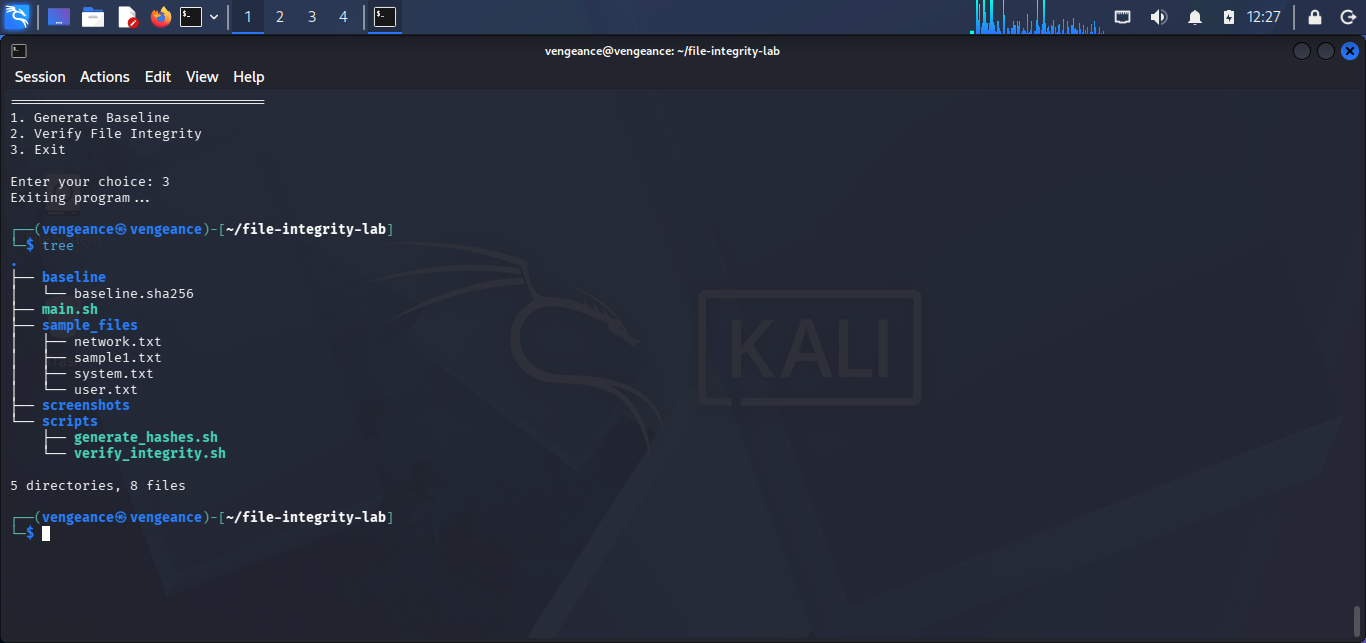 1 2 3 4 12:27
vengeance@vengeance: ~/file-integrity-lab
Session Actions Edit View Help
================================
1. Generate Baseline
2. Verify File Integrity
3. Exit
Enter your choice: 3
Exiting program...
┌──(vengeance㉿vengeance)-[~/file-integrity-lab]
└─$ tree
.
├── baseline
│   └── baseline.sha256
├── main.sh
├── sample_files
│   ├── network.txt
│   ├── sample1.txt
│   ├── system.txt
│   └── user.txt
├── screenshots
└── scripts
    ├── generate_hashes.sh
    └── verify_integrity.sh
5 directories, 8 files
┌──(vengeance㉿vengeance)-[~/file-integrity-lab]
└─$
KALI